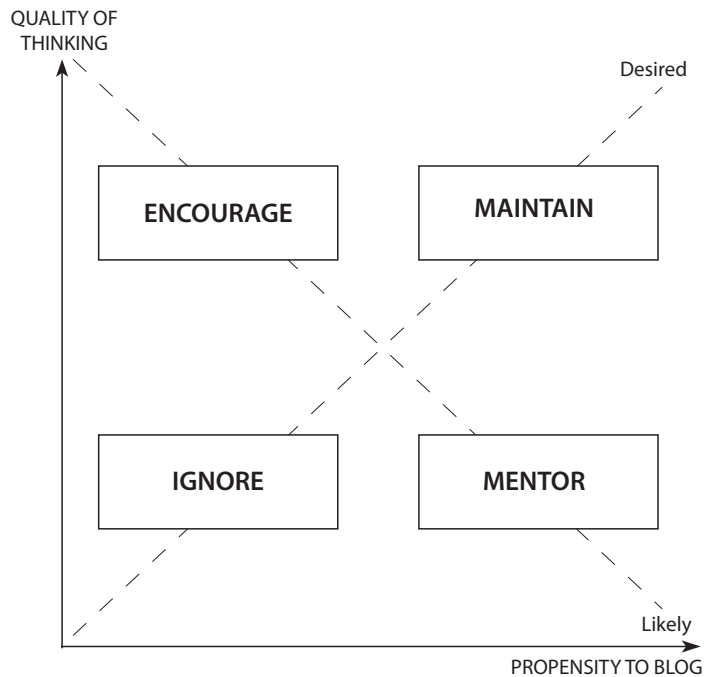 QUALITY OF
THINKING
Desired
ENCOURAGE
MAINTAIN
IGNORE
MENTOR
Likely
PROPENSITY TO BLOG